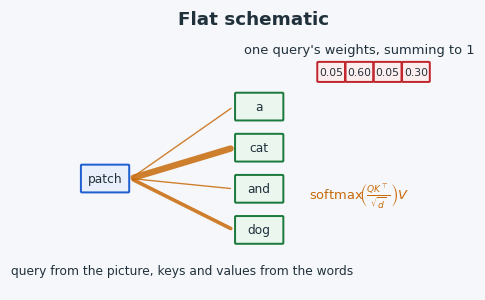 Flat schematic
one query's weights, summing to 1
0.05 0.60 0.05 0.30
a
cat
patch
and
softmax(QK^⊤/√d)V
dog
query from the picture, keys and values from the words